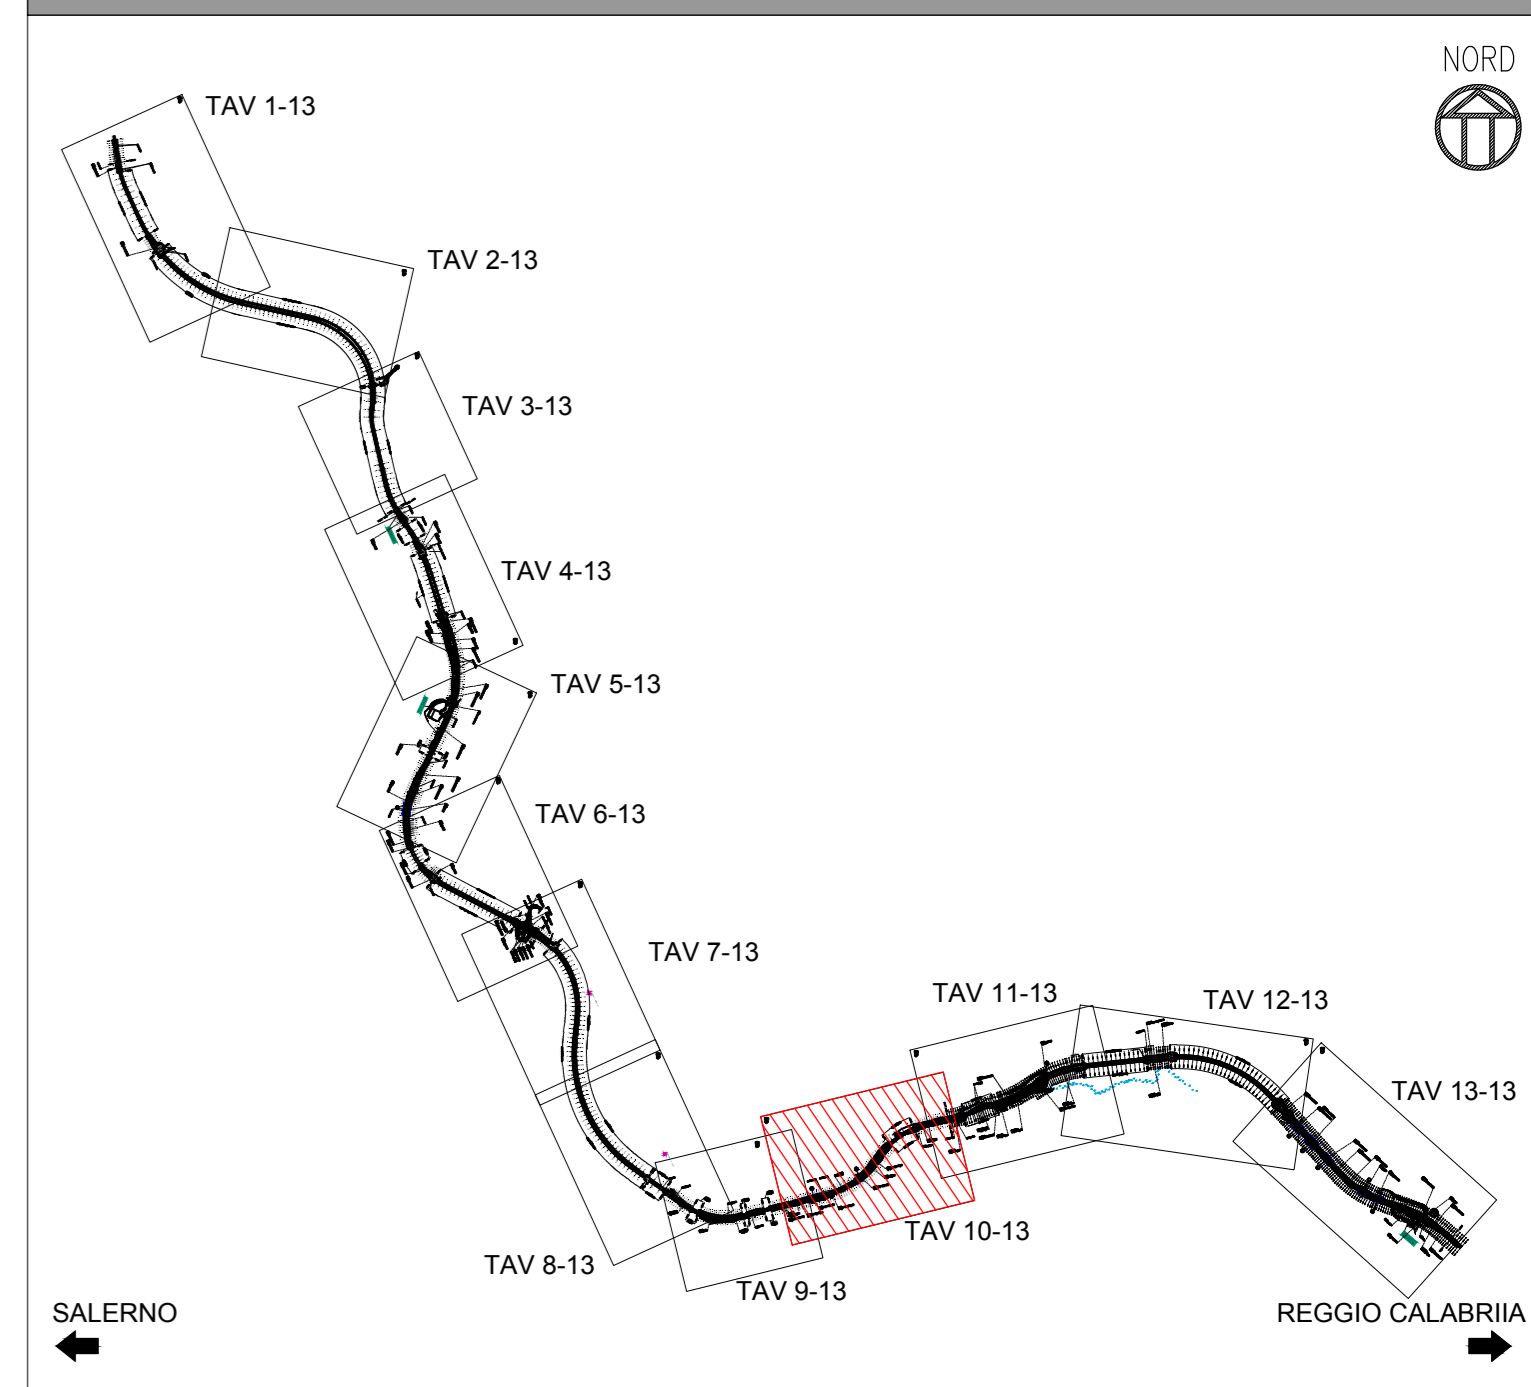 NORD
TAV 1-13
TAV 2-13
TAV 3-13
TAV 4-13
TAV 5-13
TAV 6-13
TAV 7-13
TAV 11-13
TAV 12-13
TAV 13-13
TAV 10-13
TAV 8-13
TAV 9-13
SALERNO
REGGIO CALABRIIA